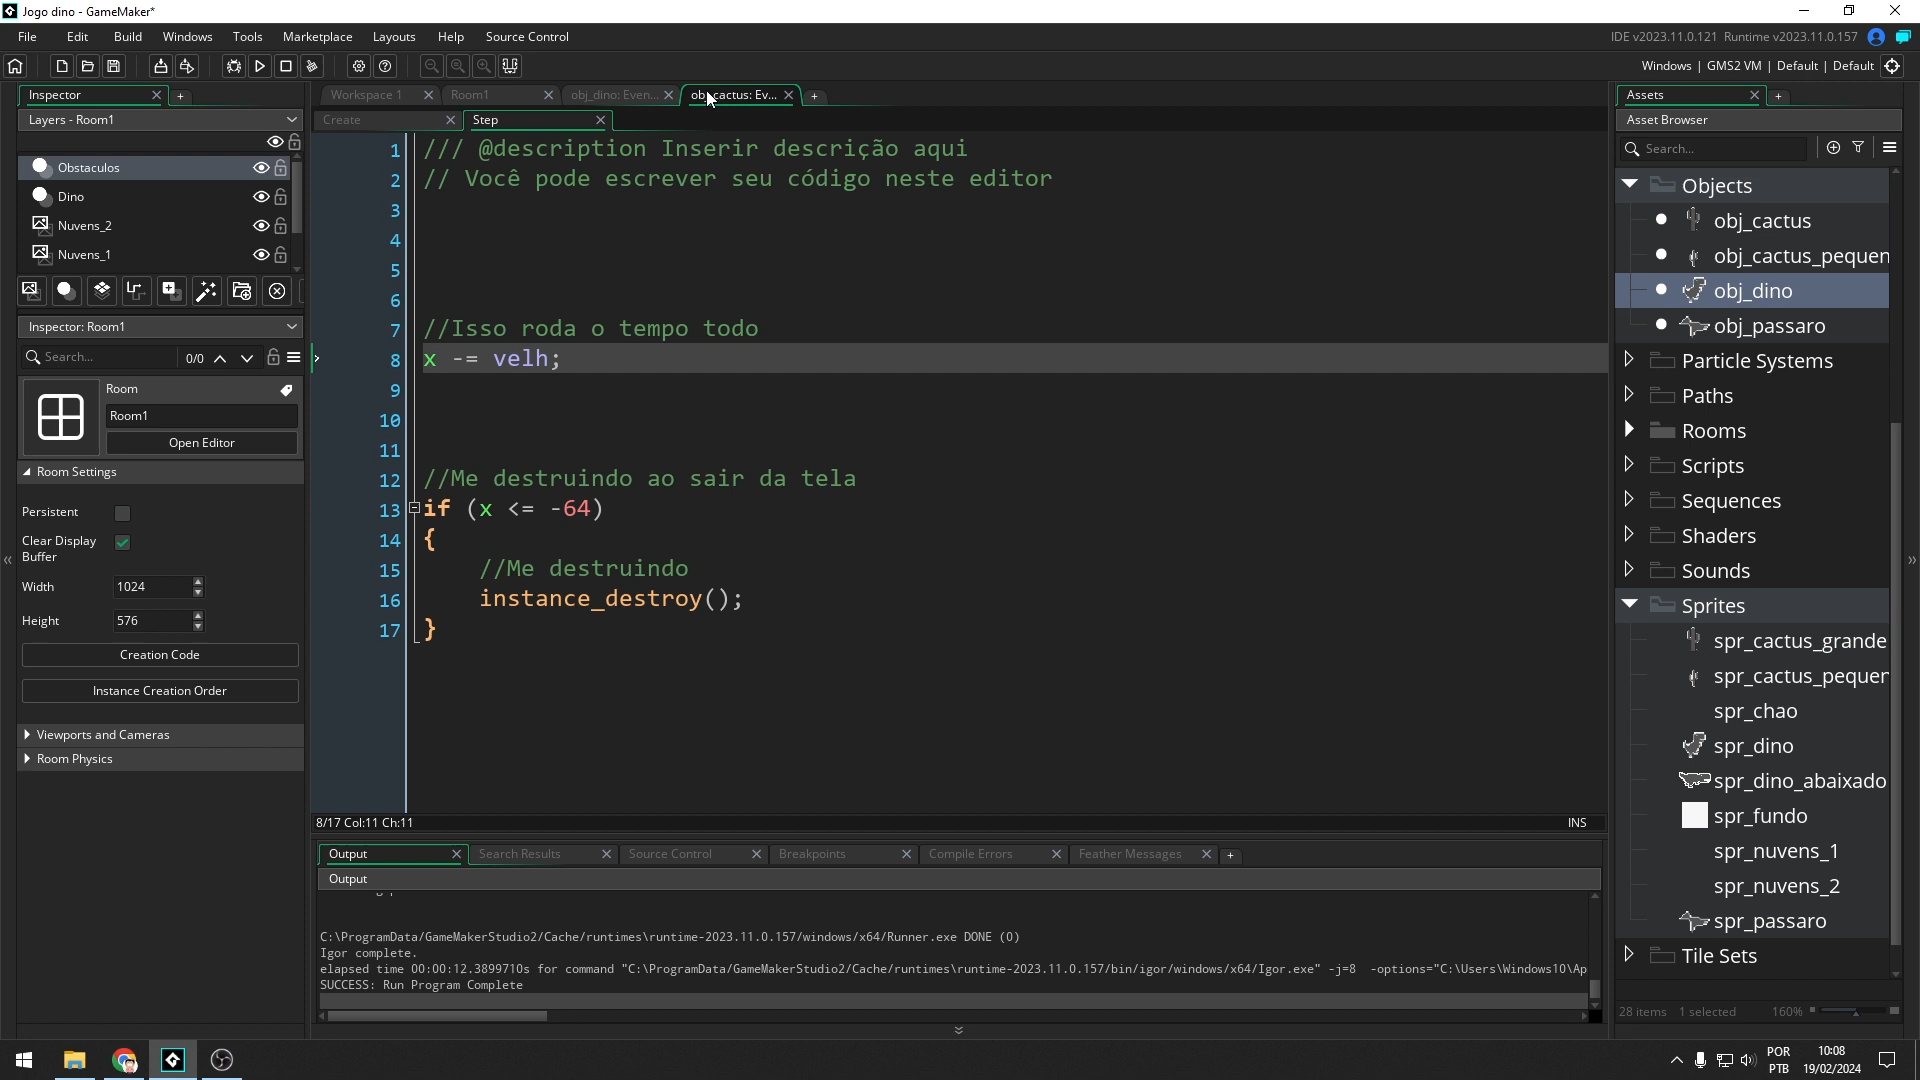 Jogo dino - GameMaker*
File Edit Build Windows Tools Marketplace Layouts Help Source Control
IDE v2023.11.0.121 Runtime v2023.11.0.157
Windows | GMS2 VM | Default | Default
Inspector
Layers - Room1
Obstaculos
Dino
Nuvens_2
Nuvens_1
Inspector: Room1
Search... 0/0
Room
Room1
Open Editor
Room Settings
Persistent
Clear Display
Buffer
Width 1024
Height 576
Creation Code
Instance Creation Order
Viewports and Cameras
Room Physics
Workspace 1 Room1 obj_dino: Even... obj_cactus: Ev...
Create Step
1 /// @description Inserir descrição aqui
2 // Você pode escrever seu código neste editor
3
4
5
6
7 //Isso roda o tempo todo
8 x -= velh;
9
10
11
12 //Me destruindo ao sair da tela
13 if (x <= -64)
14 {
15 //Me destruindo
16 instance_destroy();
17 }
8/17 Col:11 Ch:11 INS
Output Search Results Source Control Breakpoints Compile Errors Feather Messages
Output
C:\ProgramData/GameMakerStudio2/Cache/runtimes\runtime-2023.11.0.157/windows/x64/Runner.exe DONE (0)
Igor complete.
elapsed time 00:00:12.3899710s for command "C:\ProgramData/GameMakerStudio2/Cache/runtimes\runtime-2023.11.0.157/bin/igor/windows/x64/Igor.exe" -j=8 -options="C:\Users\Windows10\Ap
SUCCESS: Run Program Complete
Assets
Asset Browser
Search...
Objects
obj_cactus
obj_cactus_pequen
obj_dino
obj_passaro
Particle Systems
Paths
Rooms
Scripts
Sequences
Shaders
Sounds
Sprites
spr_cactus_grande
spr_cactus_pequen
spr_chao
spr_dino
spr_dino_abaixado
spr_fundo
spr_nuvens_1
spr_nuvens_2
spr_passaro
Tile Sets
28 items 1 selected 160%
POR
PTB
10:08
19/02/2024